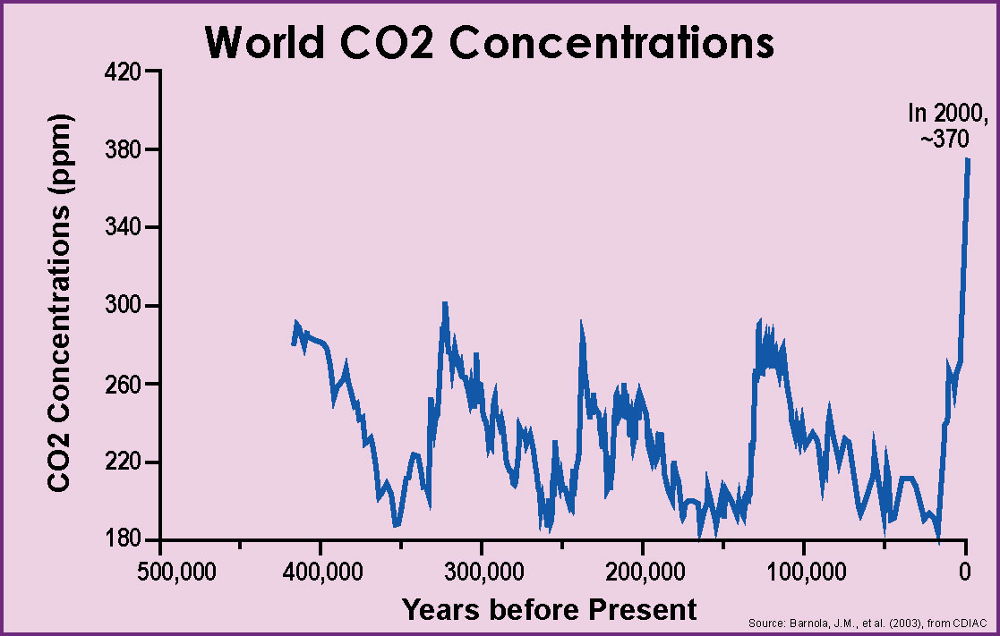 World CO2 Concentrations
420
In 2000,
~370
380
340
300
260
220
180
CO2 Concentrations (ppm)
500,000 400,000 300,000 200,000 100,000 0
Years before Present
Source: Barnola, J.M., et al. (2003), from CDIAC